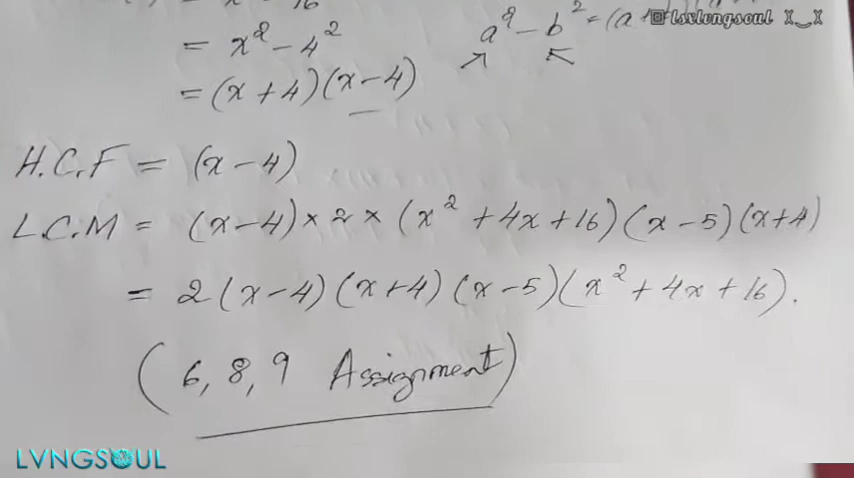 = x² - 4²
a² - b² = (a +
lsxlvngsoul X‿X
= (x + 4) (x - 4)
H.C.F = (x - 4)
L.C.M = (x - 4) × 2 × (x² + 4x + 16) (x - 5) (x + 4)
= 2 (x - 4) (x + 4) (x - 5) (x² + 4x + 16).
(6, 8, 9 Assignment)
LVNGSOUL